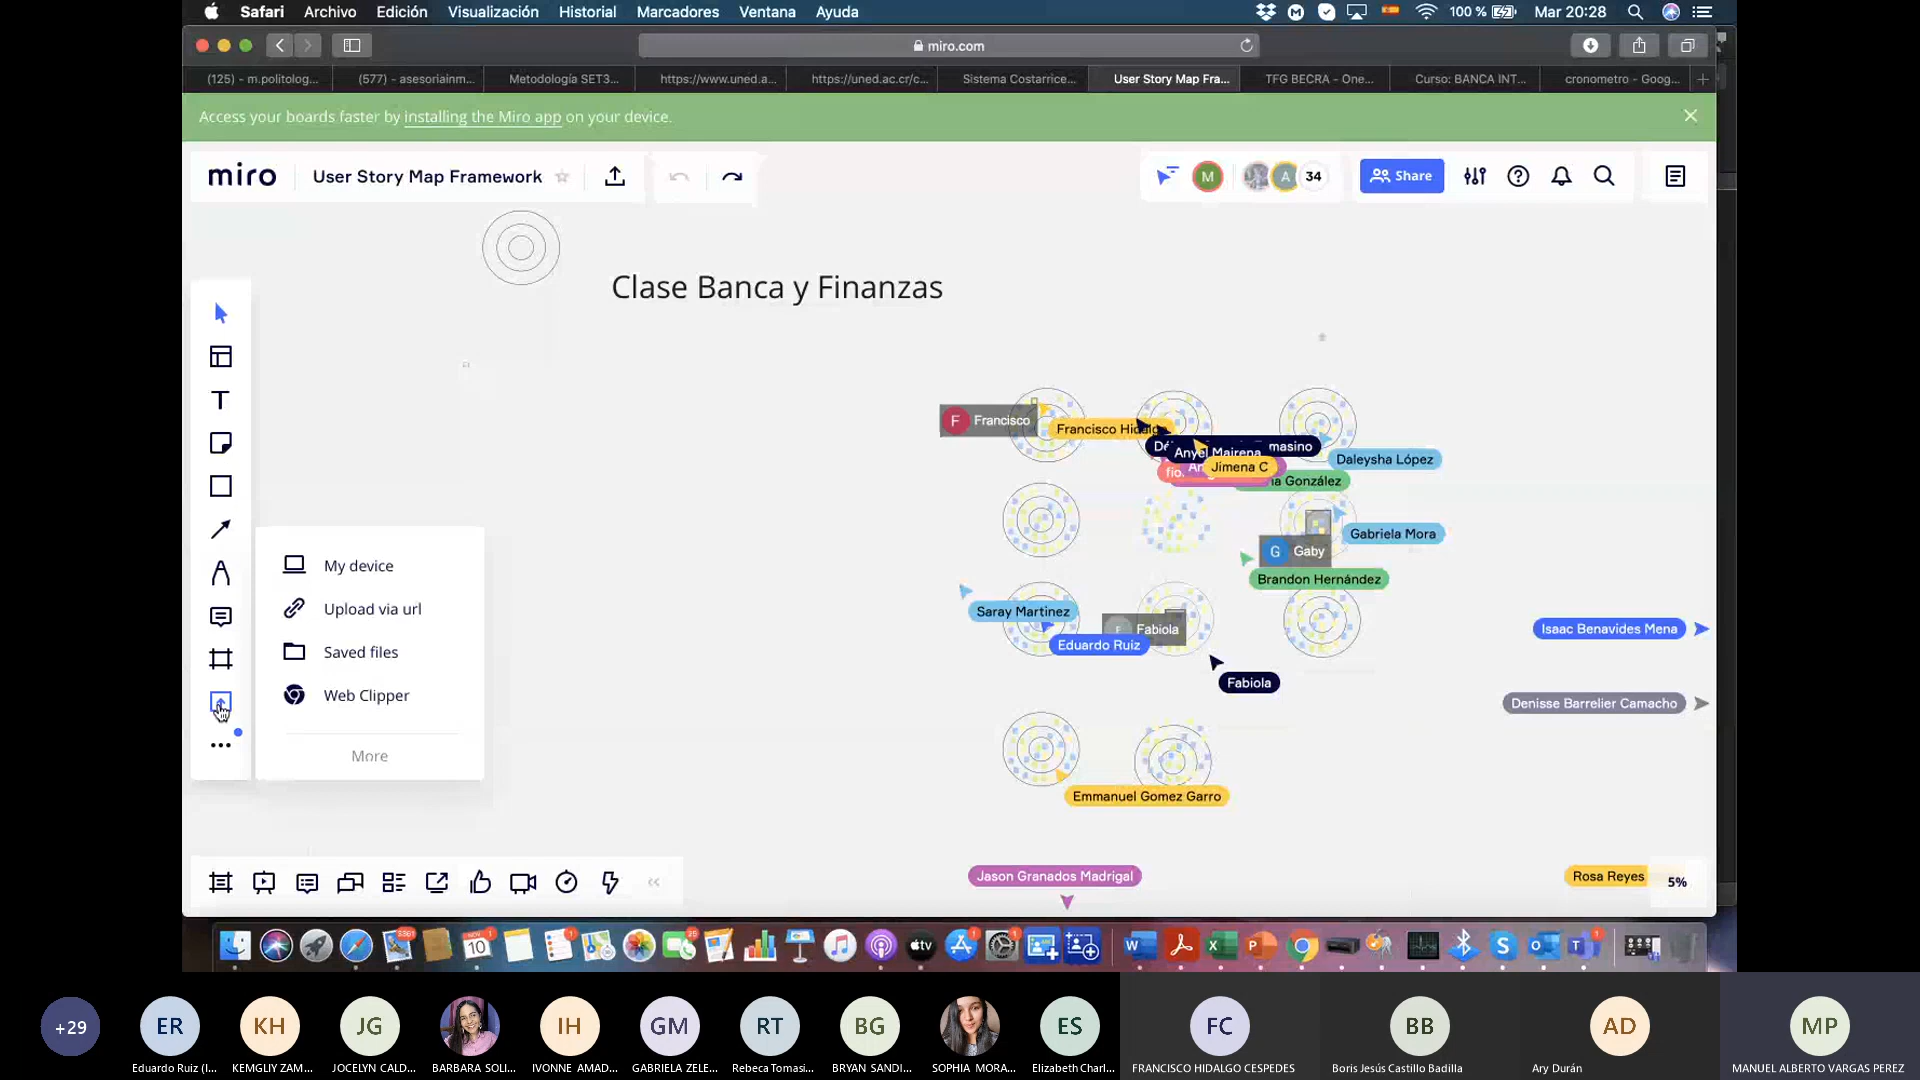 Safari Archivo Edición Visualización Historial Marcadores Ventana Ayuda 100 % Mar 20:28
miro.com
(125) - m.politolog... (577) - asesoriainm... Metodología SET3... https://www.uned.a... https://uned.ac.cr/c... Sistema Costarrice... User Story Map Fra... TFG BECRA - One... Curso: BANCA INT... cronometro - Goog...
Access your boards faster by installing the Miro app on your device.
miro User Story Map Framework M A 34 Share
Clase Banca y Finanzas
F Francisco
Francisco Hidalgo
masino
Anyel Mairena
Daleysha López
Jimena C
González
Gabriela Mora
G Gaby
Brandon Hernández
My device
Upload via url
Saved files
Web Clipper
More
Saray Martinez
Fabiola
Eduardo Ruiz
Isaac Benavides Mena
Fabiola
Denisse Barrelier Camacho
Emmanuel Gomez Garro
Jason Granados Madrigal
Rosa Reyes
5%
NOV
10
tv
+29 ER KH JG IH GM RT BG ES FC BB AD MP
Eduardo Ruiz (I... KEMGLIY ZAM... JOCELYN CALD... BARBARA SOLI... IVONNE AMAD... GABRIELA ZELE... Rebeca Tomasi... BRYAN SANDI... SOPHIA MORA... Elizabeth Charl... FRANCISCO HIDALGO CESPEDES Boris Jesús Castillo Badilla Ary Durán MANUEL ALBERTO VARGAS PEREZ